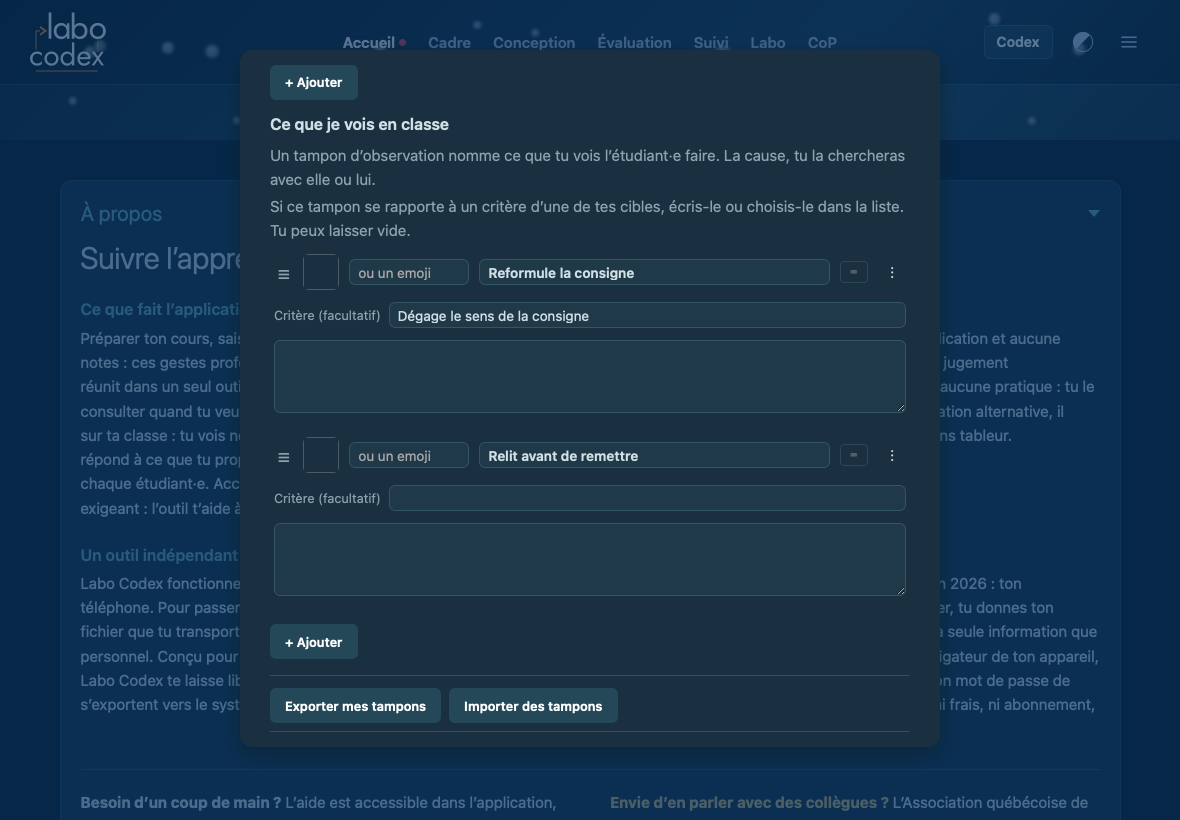 labo
codex
Accueil
Cadre
Conception
Évaluation
Suivi
Labo
CoP
Codex
+ Ajouter
Ce que je vois en classe
Un tampon d’observation nomme ce que tu vois l’étudiant·e faire. La cause, tu la chercheras
avec elle ou lui.
Si ce tampon se rapporte à un critère d’une de tes cibles, écris-le ou choisis-le dans la liste.
Tu peux laisser vide.
ou un emoji
Reformule la consigne
Critère (facultatif)
Dégage le sens de la consigne
ou un emoji
Relit avant de remettre
Critère (facultatif)
+ Ajouter
Exporter mes tampons
Importer des tampons
À propos
Suivre l’appre
Ce que fait l’applicati
Préparer ton cours, sais
notes : ces gestes prof
réunit dans un seul outi
consulter quand tu veu
sur ta classe : tu vois n
répond à ce que tu prop
chaque étudiant·e. Acc
exigeant : l’outil t’aide à
lication et aucune
jugement
aucune pratique : tu le
ation alternative, il
ns tableur.
Un outil indépendant
Labo Codex fonctionne
téléphone. Pour passer
fichier que tu transport
personnel. Conçu pour
Labo Codex te laisse lib
s’exportent vers le syst
n 2026 : ton
er, tu donnes ton
a seule information que
igateur de ton appareil,
on mot de passe de
ni frais, ni abonnement,
Besoin d’un coup de main ? L’aide est accessible dans l’application,
Envie d’en parler avec des collègues ? L’Association québécoise de